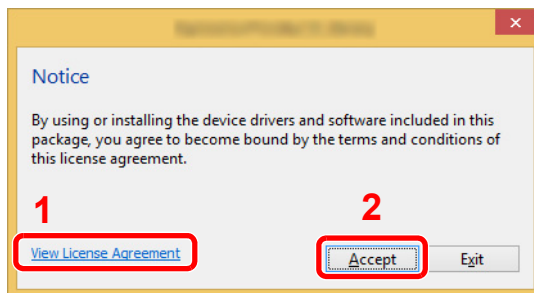 Notice
By using or installing the device drivers and software included in this
package, you agree to become bound by the terms and conditions of
this license agreement.
1
2
View License Agreement
Accept
Exit